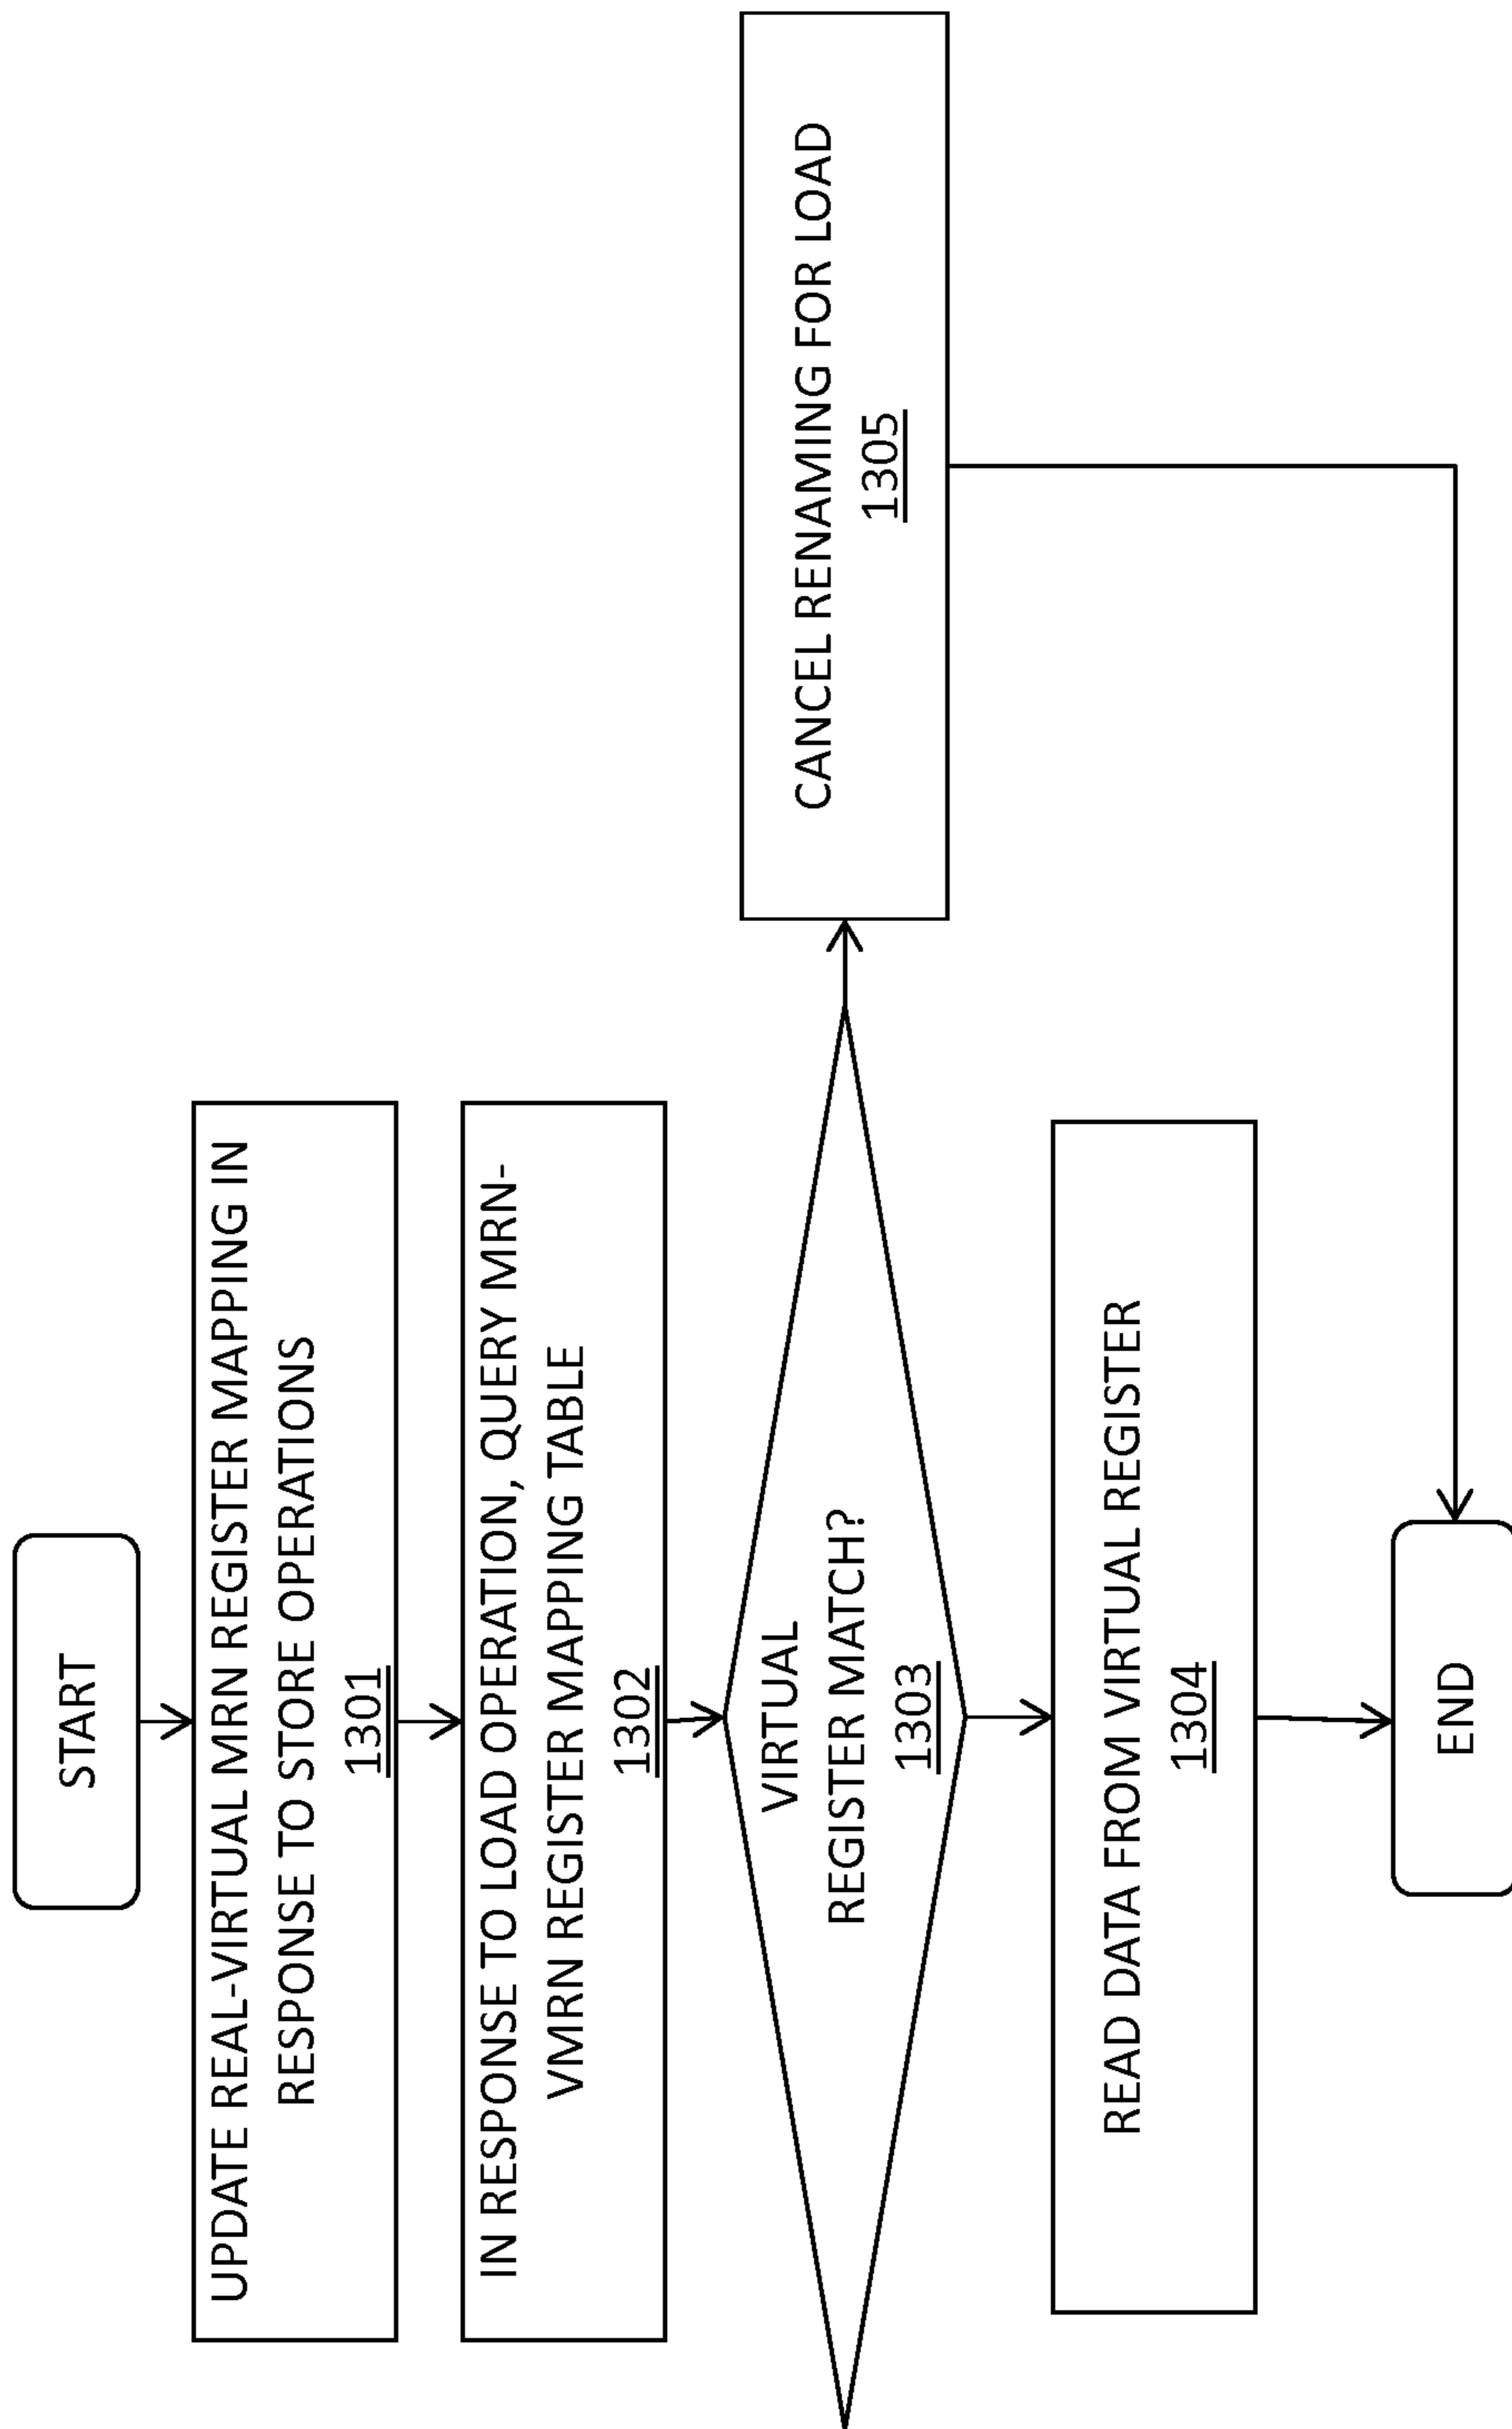 START
UPDATE REAL-VIRTUAL MRN REGISTER MAPPING IN
RESPONSE TO STORE OPERATIONS
1301
IN RESPONSE TO LOAD OPERATION, QUERY MRN-
VMRN REGISTER MAPPING TABLE
1302
VIRTUAL
REGISTER MATCH?
1303
CANCEL RENAMING FOR LOAD
1305
READ DATA FROM VIRTUAL REGISTER
1304
END